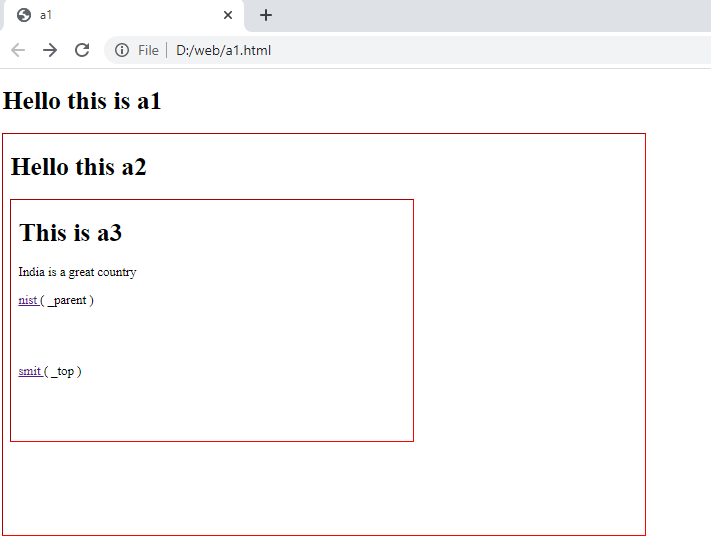 a1
File D:/web/a1.html
Hello this is a1
Hello this a2
This is a3
India is a great country
nist ( _parent )
smit ( _top )